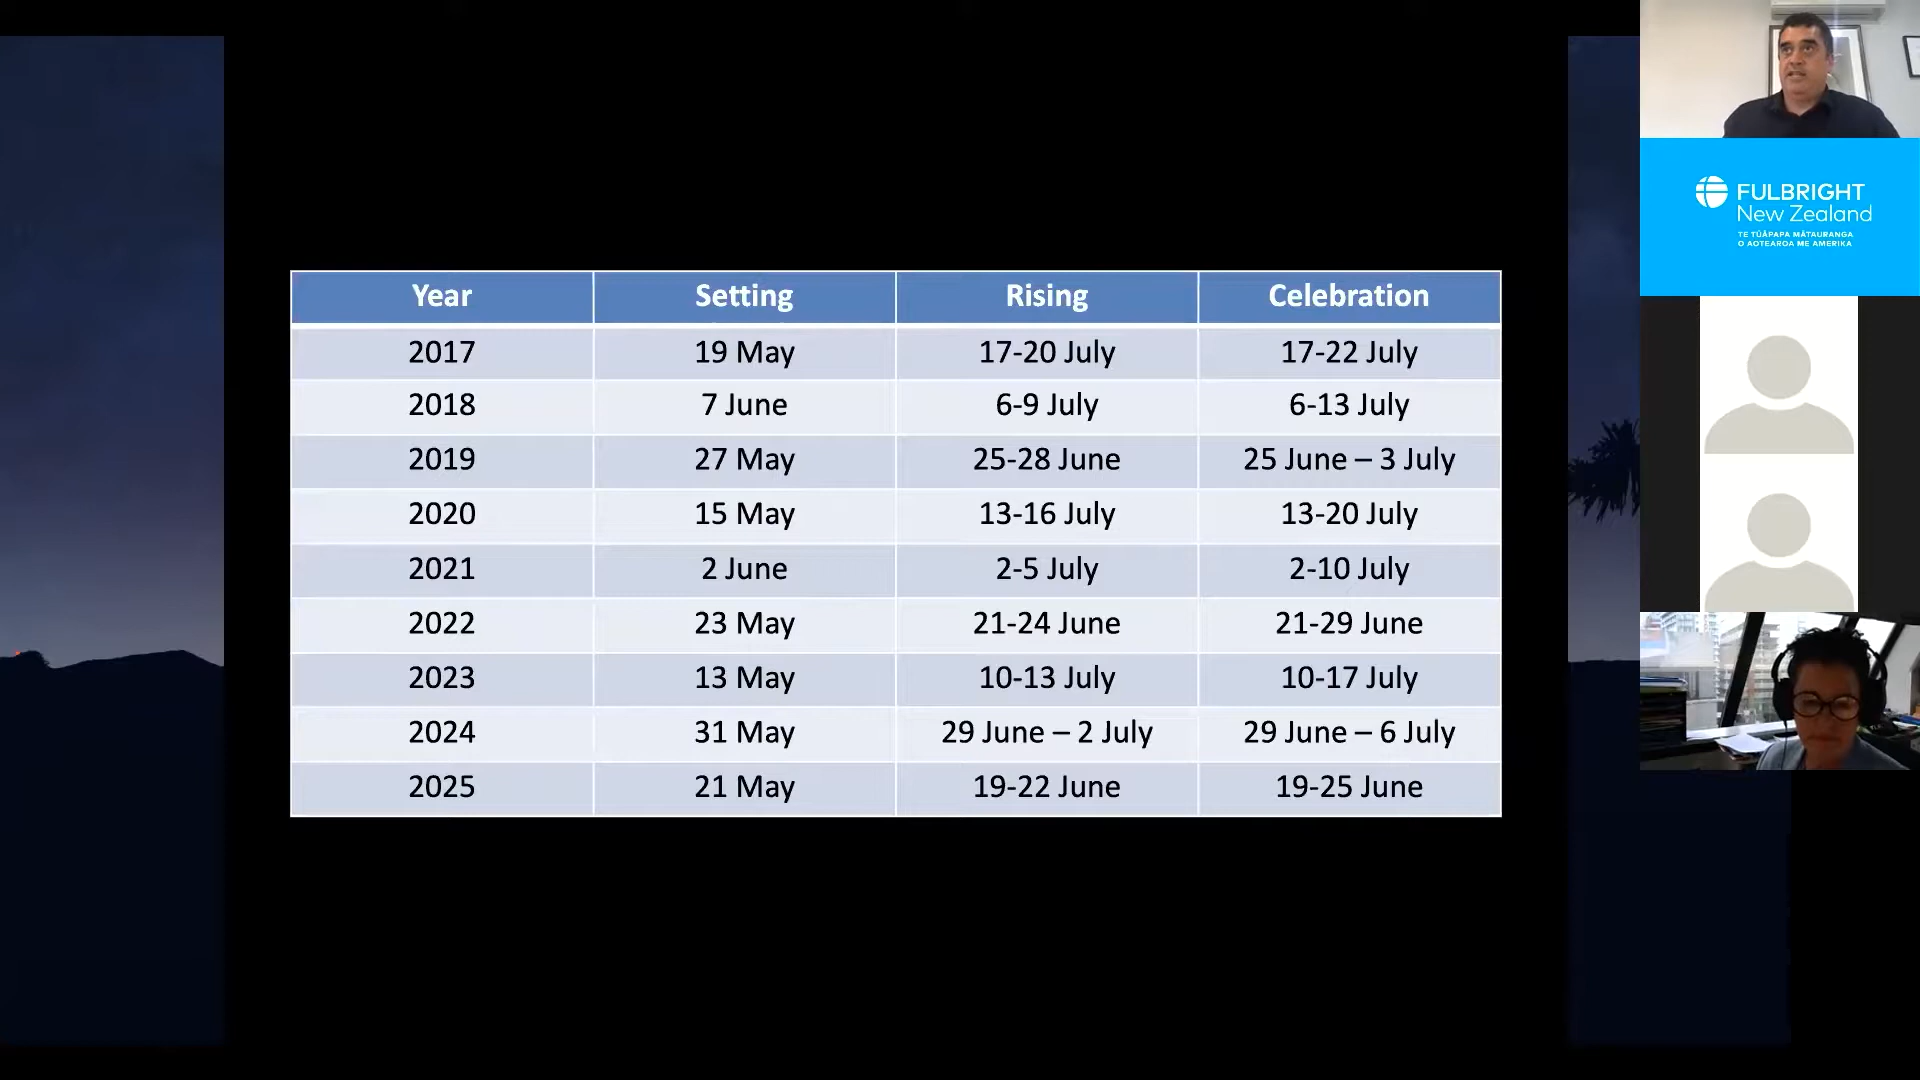 Year Setting Rising Celebration
2017 19 May 17-20 July 17-22 July
2018 7 June 6-9 July 6-13 July
2019 27 May 25-28 June 25 June – 3 July
2020 15 May 13-16 July 13-20 July
2021 2 June 2-5 July 2-10 July
2022 23 May 21-24 June 21-29 June
2023 13 May 10-13 July 10-17 July
2024 31 May 29 June – 2 July 29 June – 6 July
2025 21 May 19-22 June 19-25 June
FULBRIGHT
New Zealand
TE TŪĀPAPA MĀTAURANGA
O AOTEAROA ME AMERIKA